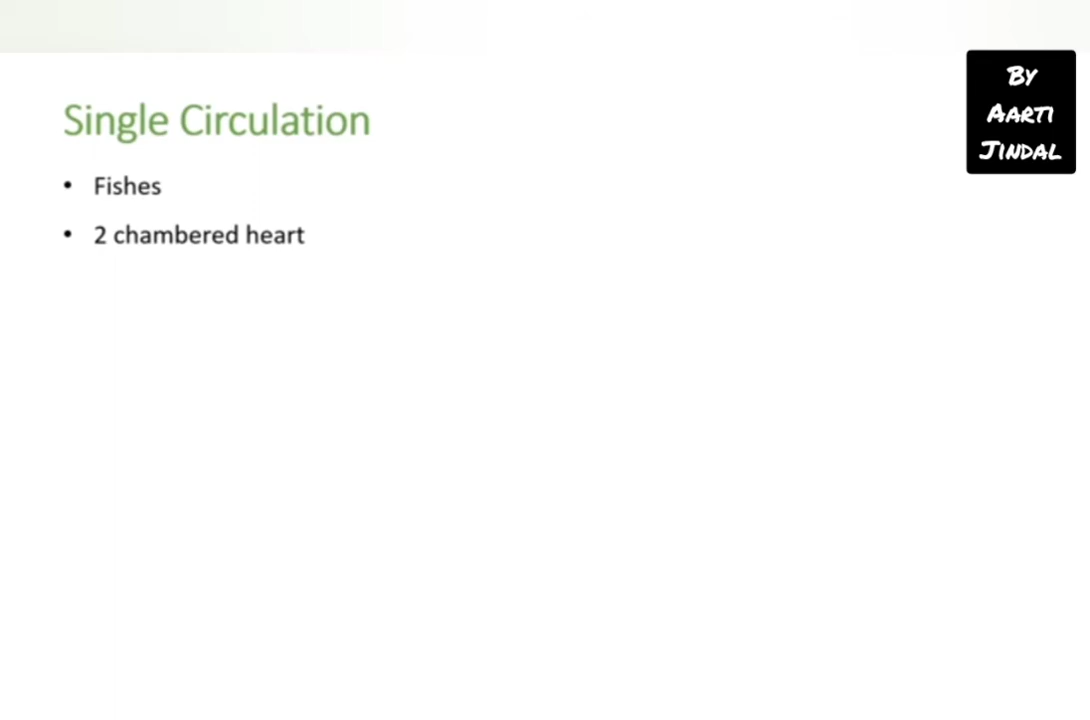 Single Circulation
• Fishes
• 2 chambered heart
By
Aarti
Jindal